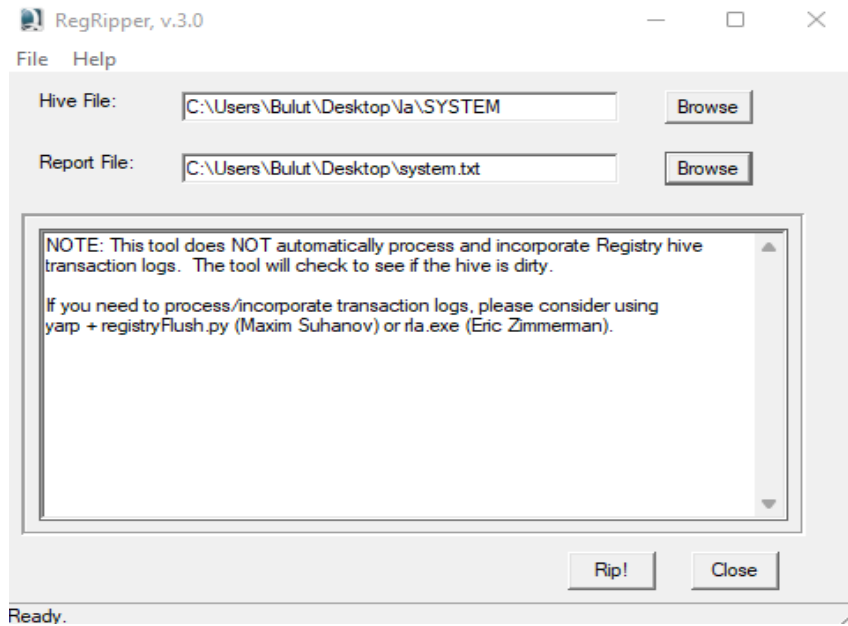 RegRipper, v.3.0
File Help
Hive File: C:\Users\Bulut\Desktop\la\SYSTEM Browse
Report File: C:\Users\Bulut\Desktop\system.txt Browse
NOTE: This tool does NOT automatically process and incorporate Registry hive
transaction logs. The tool will check to see if the hive is dirty.
If you need to process/incorporate transaction logs, please consider using
yarp + registryFlush.py (Maxim Suhanov) or rla.exe (Eric Zimmerman).
Rip! Close
Ready.